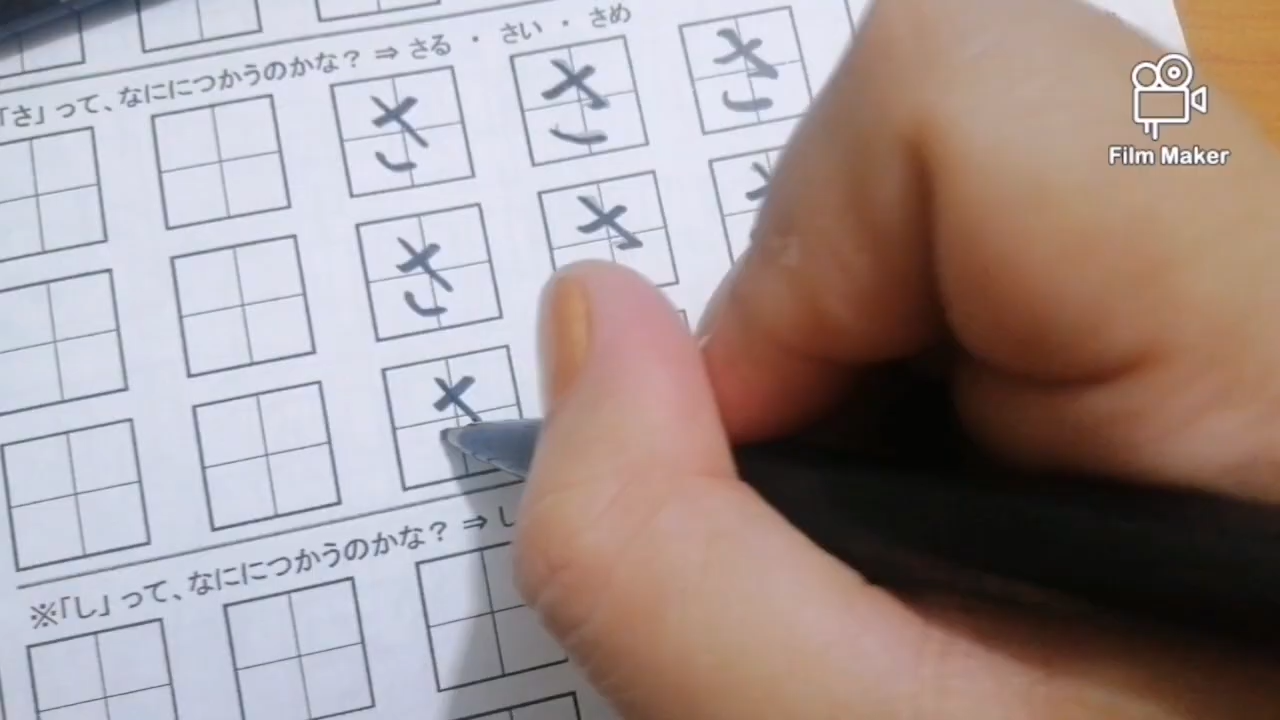 「さ」って、なににつかうのかな？⇒さる・さい・さめ
さ さ さ
さ
※「し」って、なににつかうのかな？⇒し
Film Maker